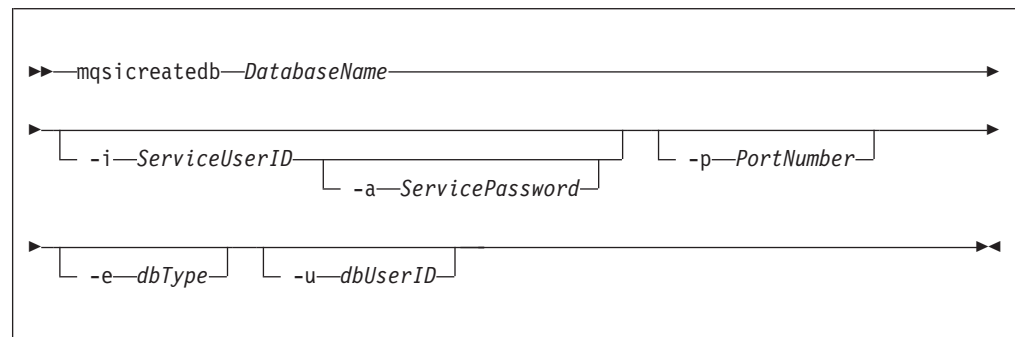 mqsicreatedb DatabaseName
-i ServiceUserID
-a ServicePassword
-p PortNumber
-e dbType
-u dbUserID